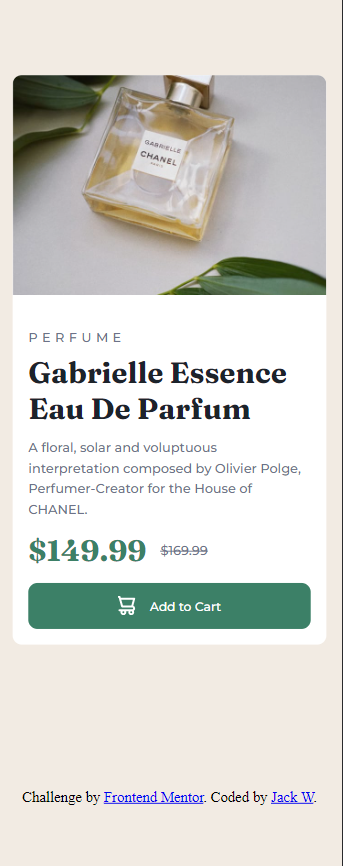 GABRIELLE
CHANEL
PARIS
PERFUME
Gabrielle Essence
Eau De Parfum
A floral, solar and voluptuous
interpretation composed by Olivier Polge,
Perfumer-Creator for the House of
CHANEL.
$149.99 $169.99
Add to Cart
Challenge by Frontend Mentor. Coded by Jack W.